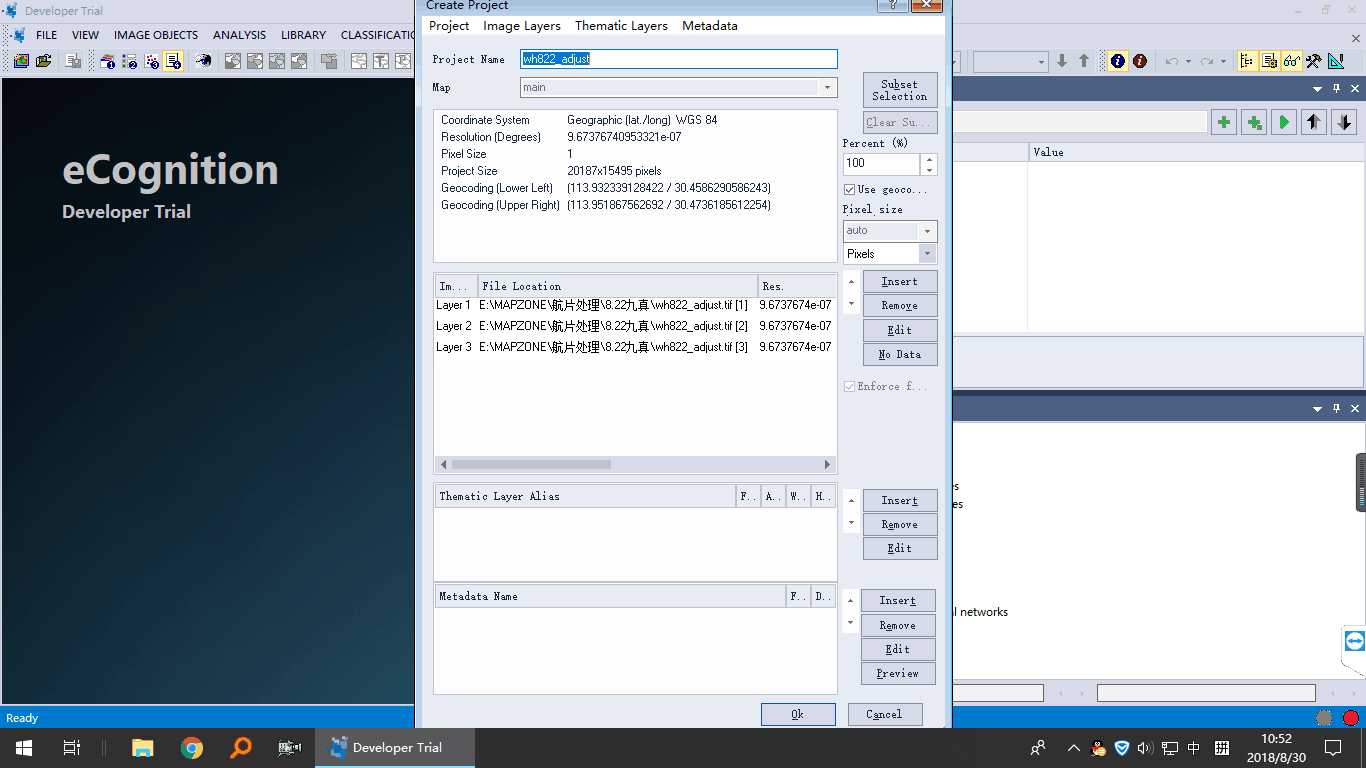 Developer Trial
Create Project
FILE VIEW IMAGE OBJECTS ANALYSIS LIBRARY
Project Image Layers Thematic Layers Metadata
eCognition
Developer Trial
Project Name wh822_adjust
Map main
Subset Selection
Clear Su...
Coordinate System Geographic (lat./long) WGS 84
Resolution (Degrees) 9.67376740953321e-07
Pixel Size 1
Project Size 20187x15495 pixels
Geocoding (Lower Left) (113.932339128422 / 30.4586290586243)
Geocoding (Upper Right) (113.951867562692 / 30.4736185612254)
Percent (%)
100
Use geoco...
Pixel size
auto
Pixels
Im... File Location Res.
Layer 1 E:\MAPZONE\航片处理\8.22九真\wh822_adjust.tif [1] 9.6737674e-07
Layer 2 E:\MAPZONE\航片处理\8.22九真\wh822_adjust.tif [2] 9.6737674e-07
Layer 3 E:\MAPZONE\航片处理\8.22九真\wh822_adjust.tif [3] 9.6737674e-07
Insert
Remove
Edit
No Data
Enforce f...
Thematic Layer Alias F.. A.. W.. H..
Insert
Remove
Edit
Metadata Name F.. D..
Insert
Remove
Edit
Preview
Ok Cancel
Value
networks
Ready
Developer Trial
中 拼
10:52
2018/8/30